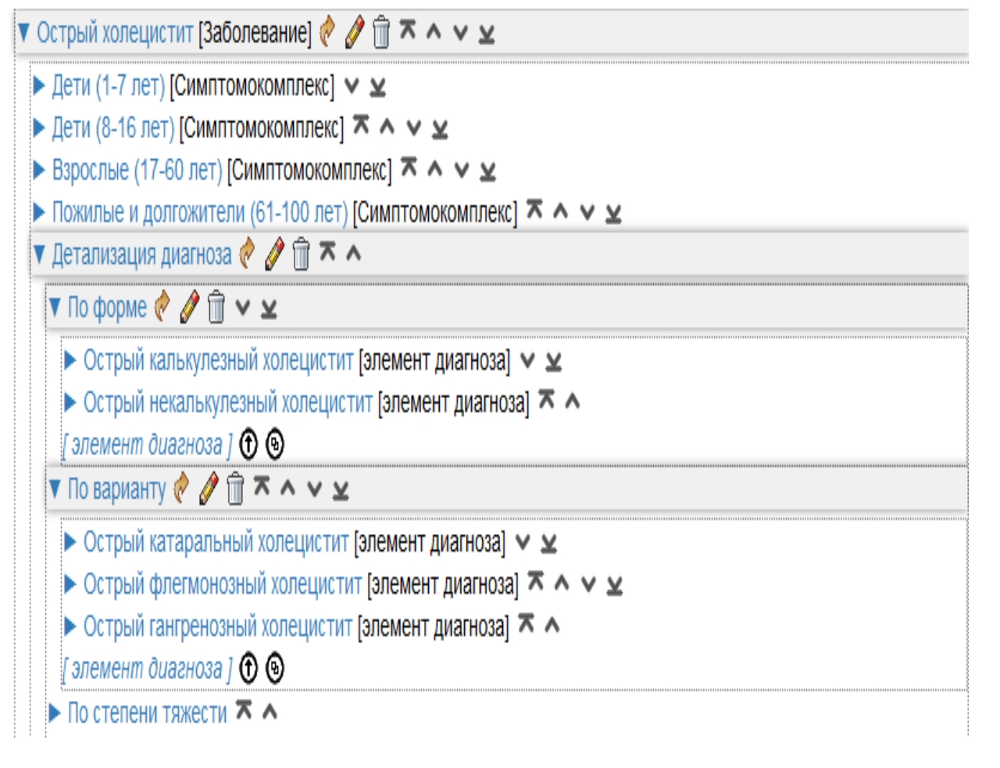 Острый холецистит [Заболевание]
Дети (1-7 лет) [Симптомокомплекс]
Дети (8-16 лет) [Симптомокомплекс]
Взрослые (17-60 лет) [Симптомокомплекс]
Пожилые и долгожители (61-100 лет) [Симптомокомплекс]
Детализация диагноза
По форме
Острый калькулезный холецистит [элемент диагноза]
Острый некалькулезный холецистит [элемент диагноза]
[ элемент диагноза ]
По варианту
Острый катаральный холецистит [элемент диагноза]
Острый флегмонозный холецистит [элемент диагноза]
Острый гангренозный холецистит [элемент диагноза]
[ элемент диагноза ]
По степени тяжести